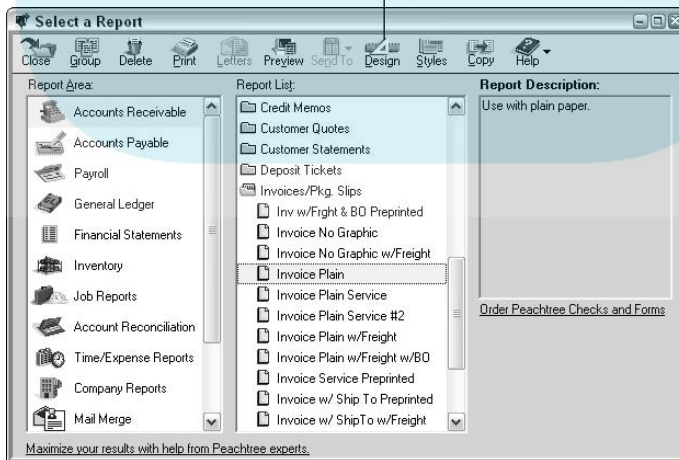 Select a Report
Close Group Delete Print Letters Preview Send To Design Styles Copy Help
Report Area:
Accounts Receivable
Accounts Payable
Payroll
General Ledger
Financial Statements
Inventory
Job Reports
Account Reconciliation
Time/Expense Reports
Company Reports
Mail Merge
Report List:
Credit Memos
Customer Quotes
Customer Statements
Deposit Tickets
Invoices/Pkg. Slips
Inv w/Frght & BO Preprinted
Invoice No Graphic
Invoice No Graphic w/Freight
Invoice Plain
Invoice Plain Service
Invoice Plain Service #2
Invoice Plain w/Freight
Invoice Plain w/Freight w/BO
Invoice Service Preprinted
Invoice w/ Ship To Preprinted
Invoice w/ ShipTo w/Freight
Report Description:
Use with plain paper.
Order Peachtree Checks and Forms
Maximize your results with help from Peachtree experts.